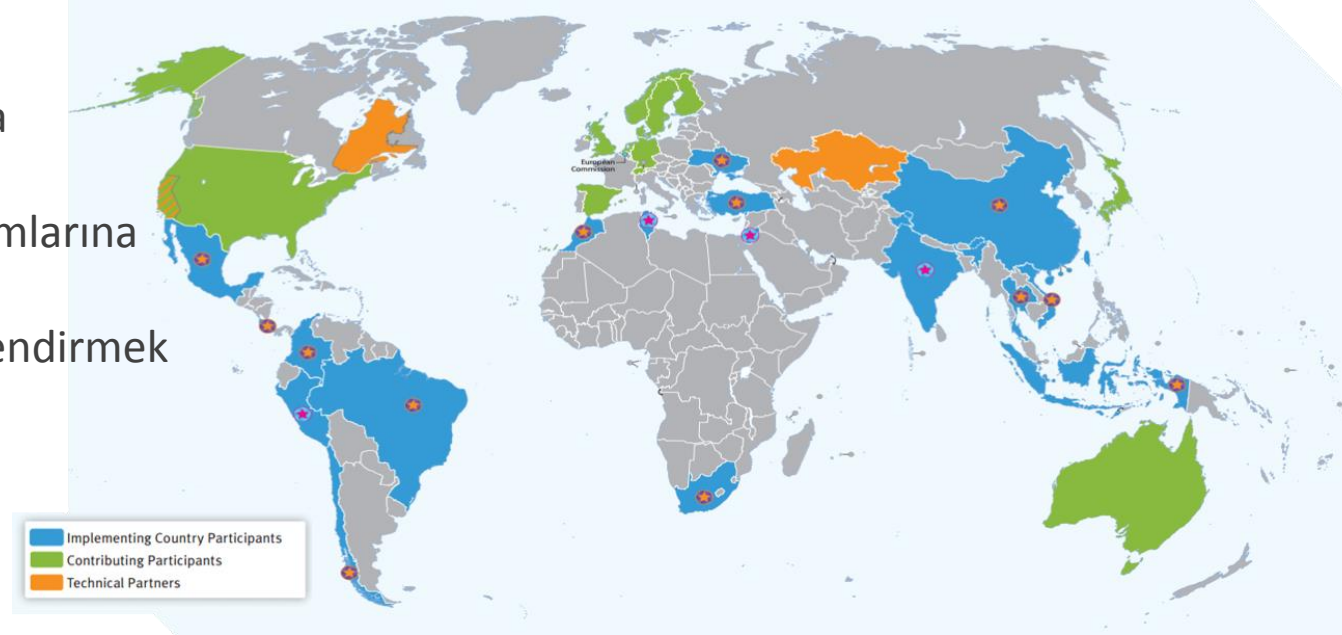 a
mlarına
endirmek
European
Commission
Implementing Country Participants
Contributing Participants
Technical Partners